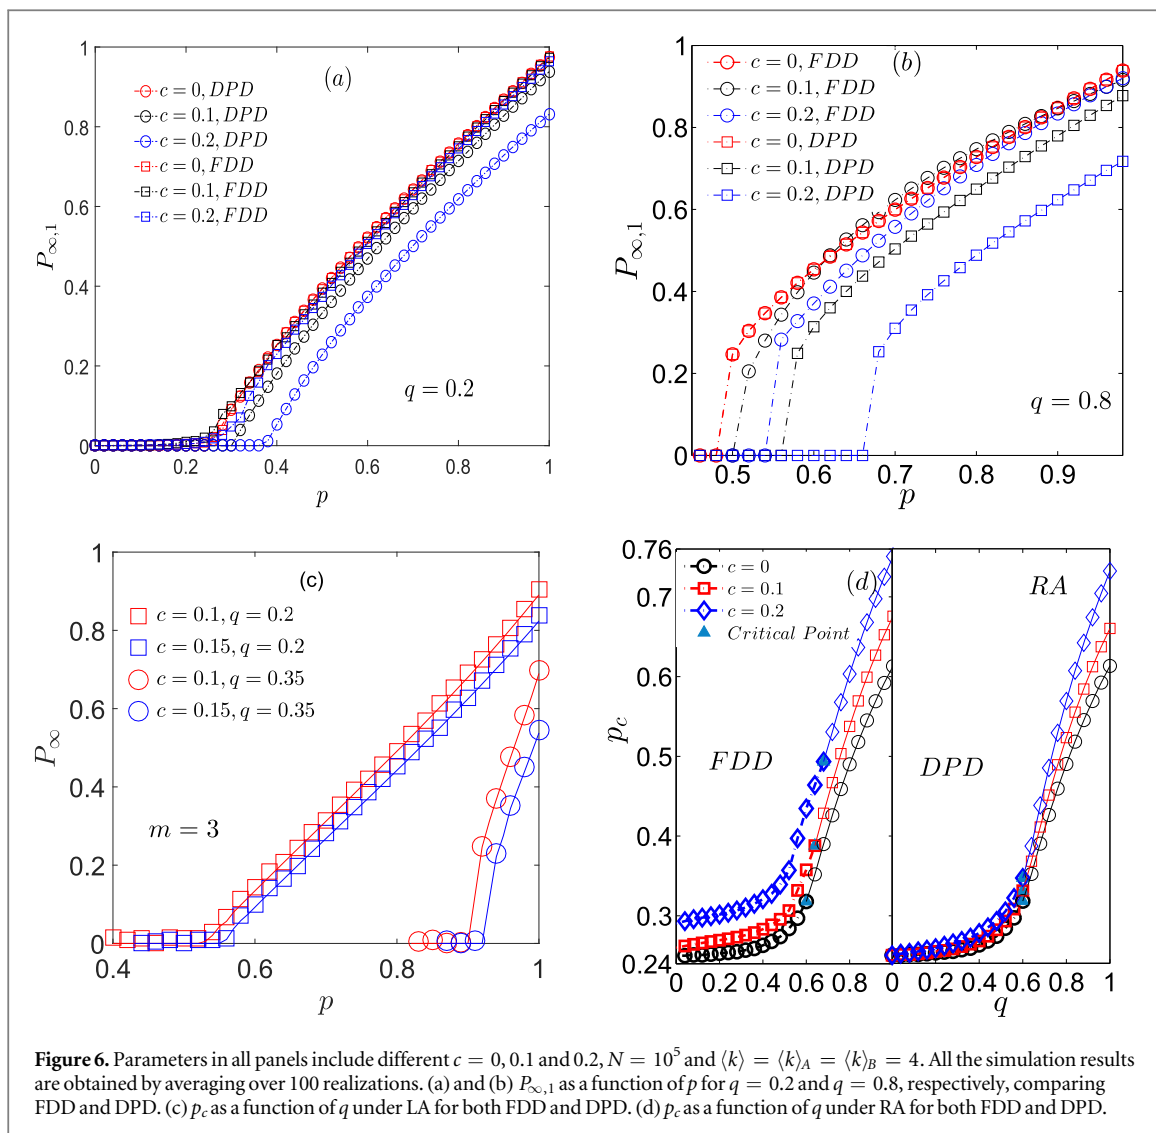 1
0.8
0.6
0.4
0.2
0
P∞,1
(a)
c = 0, DPD
c = 0.1, DPD
c = 0.2, DPD
c = 0, FDD
c = 0.1, FDD
c = 0.2, FDD
q = 0.2
0 0.2 0.4 0.6 0.8 1
p
1
0.8
0.6
0.4
0.2
0
P∞,1
(b)
c = 0, FDD
c = 0.1, FDD
c = 0.2, FDD
c = 0, DPD
c = 0.1, DPD
c = 0.2, DPD
q = 0.8
0.5 0.6 0.7 0.8 0.9
p
1
0.8
0.6
0.4
0.2
0
P∞
(c)
c = 0.1, q = 0.2
c = 0.15, q = 0.2
c = 0.1, q = 0.35
c = 0.15, q = 0.35
m = 3
0.4 0.6 0.8 1
p
0.76
0.7
0.6
0.5
0.4
0.3
0.24
pc
c = 0
c = 0.1
c = 0.2
Critical Point
(d)
RA
FDD
DPD
0 0.2 0.4 0.6 0.8 0 0.2 0.4 0.6 0.8 1
q
Figure 6. Parameters in all panels include different c = 0, 0.1 and 0.2, N = 10⁵ and ⟨k⟩ = ⟨k⟩A = ⟨k⟩B = 4. All the simulation results
are obtained by averaging over 100 realizations. (a) and (b) P∞,1 as a function of p for q = 0.2 and q = 0.8, respectively, comparing
FDD and DPD. (c) pc as a function of q under LA for both FDD and DPD. (d) pc as a function of q under RA for both FDD and DPD.